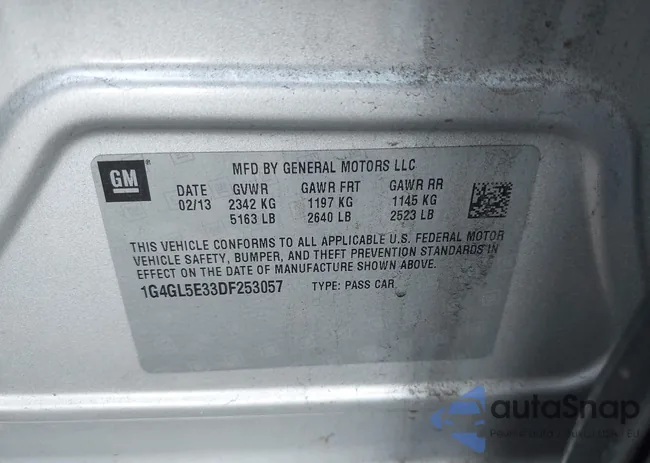 GM
MFD BY GENERAL MOTORS LLC
DATE GVWR GAWR FRT GAWR RR
02/13 2342 KG 1197 KG 1145 KG
5163 LB 2640 LB 2523 LB
THIS VEHICLE CONFORMS TO ALL APPLICABLE U.S. FEDERAL MOTOR
VEHICLE SAFETY, BUMPER, AND THEFT PREVENTION STANDARDS IN
EFFECT ON THE DATE OF MANUFACTURE SHOWN ABOVE.
1G4GL5E33DF253057 TYPE: PASS CAR
autoSnap